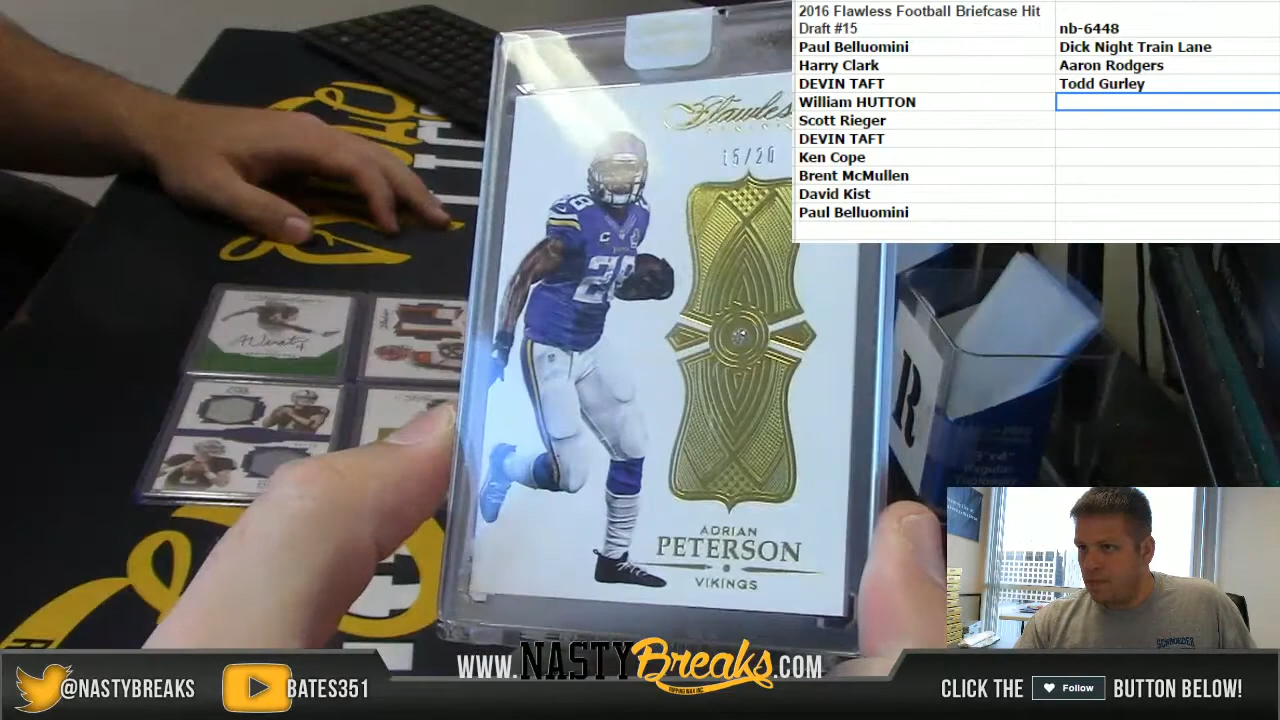 2016 Flawless Football Briefcase Hit
Draft #15 nb-6448
Paul Belluomini Dick Night Train Lane
Harry Clark Aaron Rodgers
DEVIN TAFT Todd Gurley
William HUTTON
Scott Rieger
DEVIN TAFT
Ken Cope
Brent McMullen
David Kist
Paul Belluomini
Flawles
15/20
28
C
R
ADRIAN
PETERSON
VIKINGS
WWW.NASTYBreaks.COM
@NASTYBREAKS
BATES351
CLICK THE Follow BUTTON BELOW!